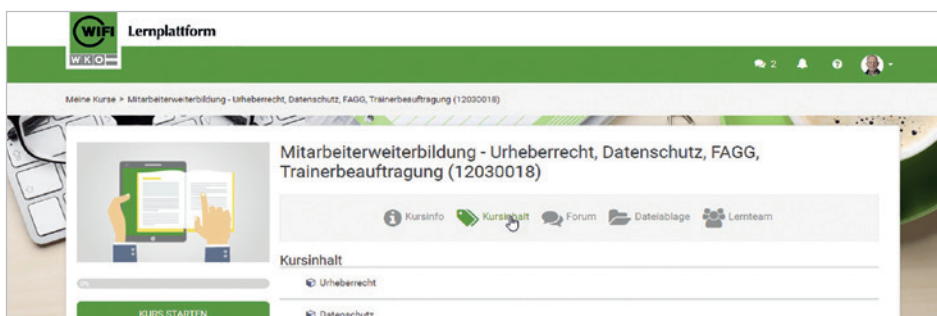 WIFI
WKO
Lernplattform
2
Meine Kurse > Mitarbeiterweiterbildung - Urheberrecht, Datenschutz, FAGG, Trainerbeauftragung (12030018)
Mitarbeiterweiterbildung - Urheberrecht, Datenschutz, FAGG,
Trainerbeauftragung (12030018)
Kursinfo Kursinhalt Forum Dateiablage Lernteam
Kursinhalt
0%
Urheberrecht
KURS STARTEN
Datenschutz